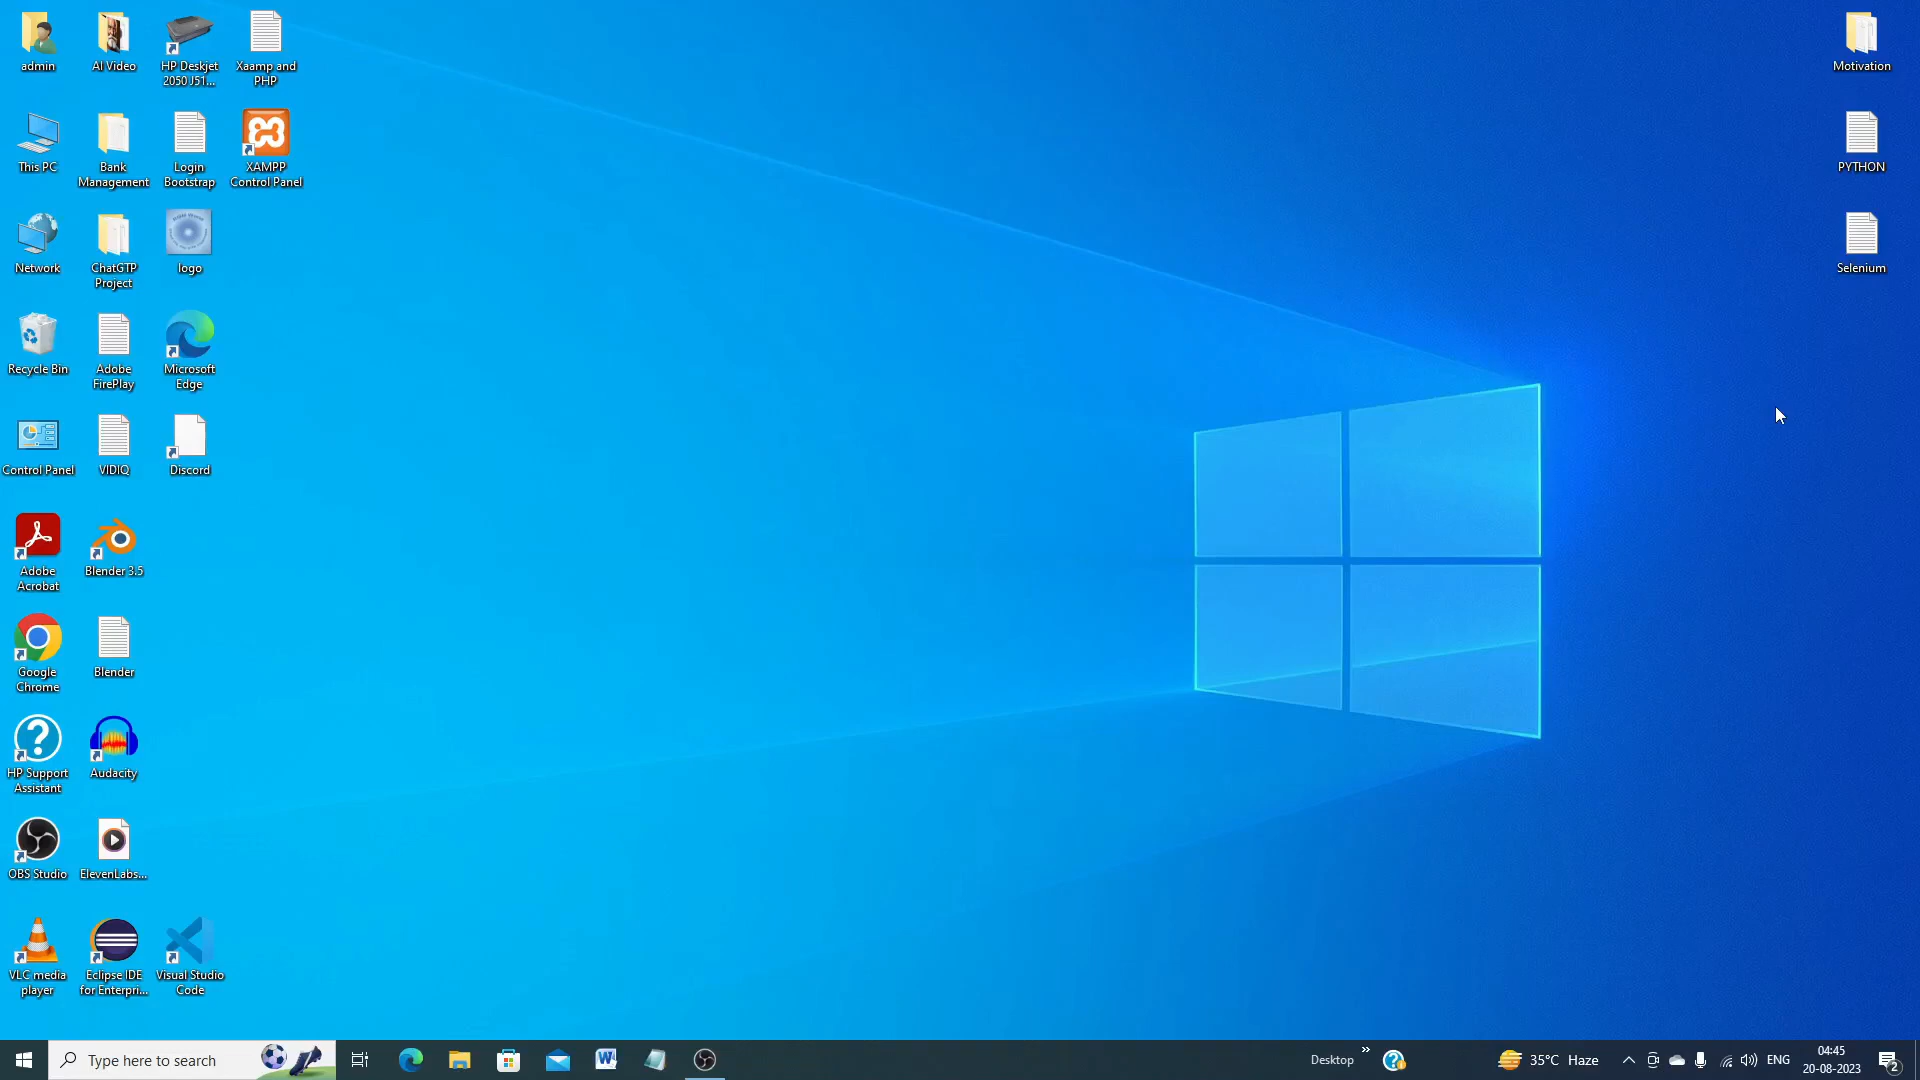 admin
AI Video
HP Deskjet
2050 J51...
Xaamp and
PHP
Motivation
This PC
Bank
Management
Login
Bootstrap
XAMPP
Control Panel
PYTHON
Network
ChatGTP
Project
logo
Selenium
Recycle Bin
Adobe
FirePlay
Microsoft
Edge
Control Panel
VIDIQ
Discord
Adobe
Acrobat
Blender 3.5
Google
Chrome
Blender
HP Support
Assistant
Audacity
OBS Studio
ElevenLabs...
VLC media
player
Eclipse IDE
for Enterpri...
Visual Studio
Code
Type here to search
Desktop
35°C Haze
ENG
04:45
20-08-2023
2